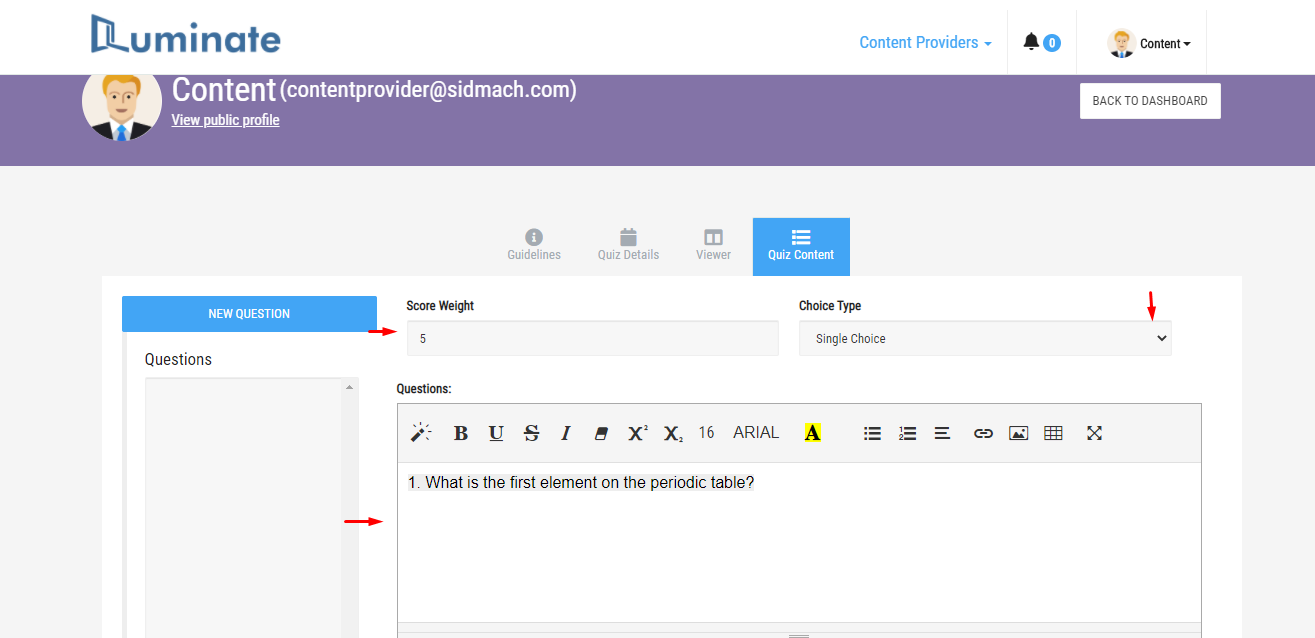 Luminate
Content Providers
0
Content
Content (contentprovider@sidmach.com)
View public profile
BACK TO DASHBOARD
Guidelines
Quiz Details
Viewer
Quiz Content
NEW QUESTION
Questions
Score Weight
5
Choice Type
Single Choice
Questions:
B U S I X² X₂ 16 ARIAL A
1. What is the first element on the periodic table?